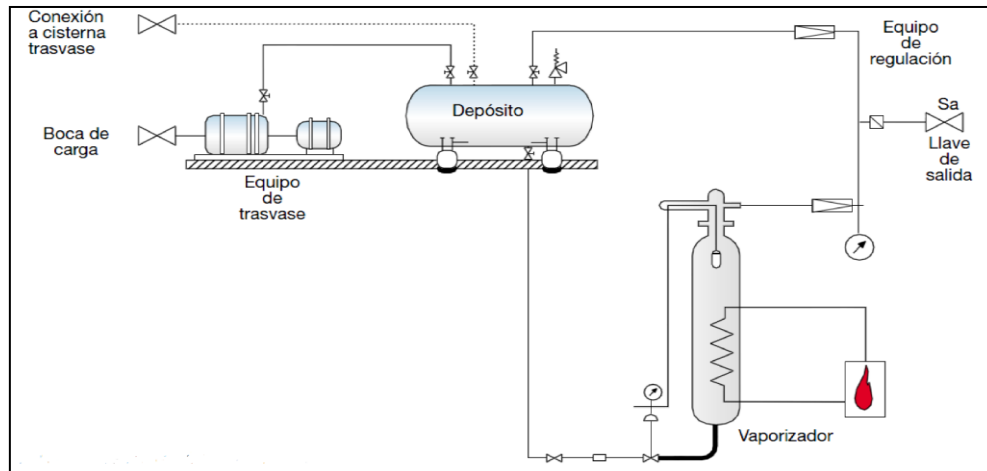 Conexión
a cisterna
trasvase
Equipo
de
regulación
Depósito
Sa
Boca de
carga
Llave
de
salida
Equipo
de
trasvase
Vaporizador